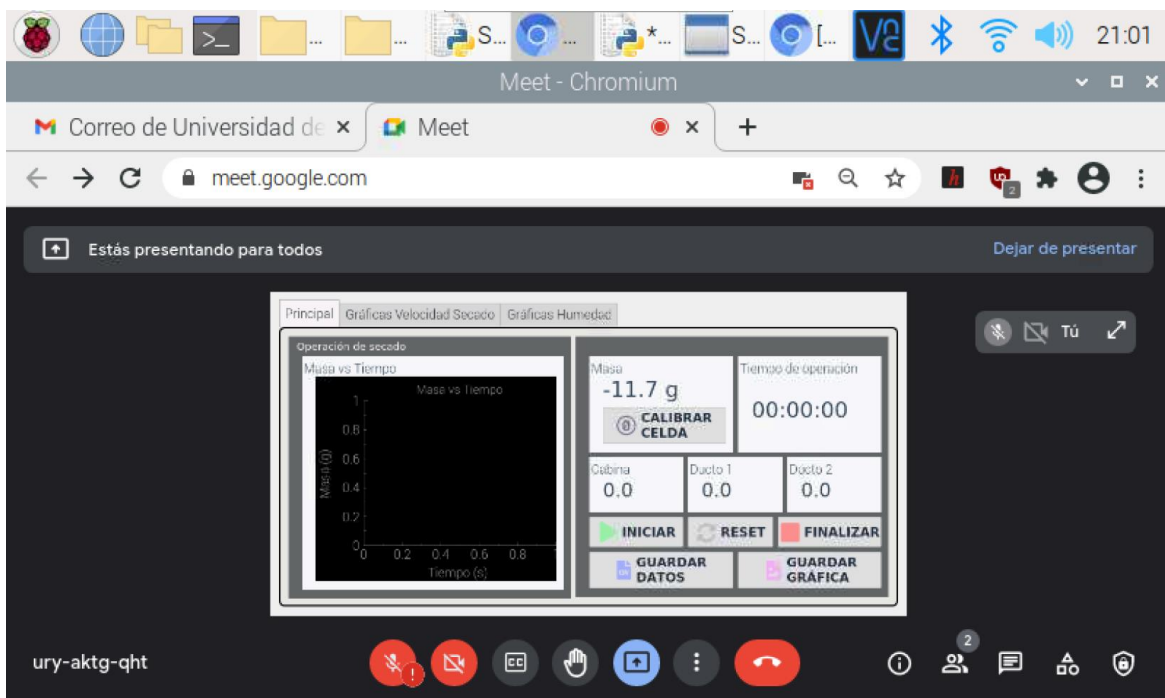 S...
*...
S...
[...
21:01
Meet - Chromium
Correo de Universidad de
Meet
meet.google.com
2
Estás presentando para todos
Dejar de presentar
Principal
Gráficas Velocidad Secado
Gráficas Humedad
Tú
Operación de secado
Masa vs Tiempo
Masa vs Tiempo
1
0.8
0.6
0.4
0.2
0
Masa (g)
0
0.2
0.4
0.6
0.8
1
Tiempo (s)
Masa
-11.7 g
CALIBRAR
CELDA
Tiempo de operación
00:00:00
Cabina
0.0
Ducto 1
0.0
Ducto 2
0.0
INICIAR
RESET
FINALIZAR
GUARDAR
DATOS
GUARDAR
GRÁFICA
ury-aktg-qht
CC
2